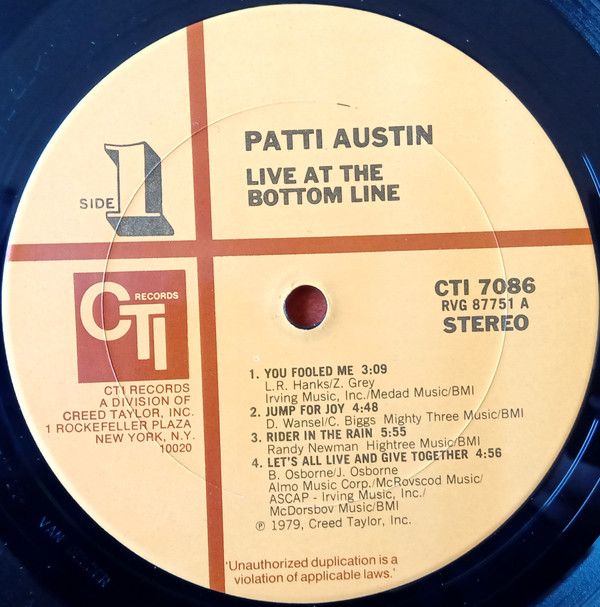 PATTI AUSTIN
LIVE AT THE
BOTTOM LINE
SIDE 1
CTI RECORDS
CTI RECORDS
A DIVISION OF
CREED TAYLOR, INC.
1 ROCKEFELLER PLAZA
NEW YORK, N.Y.
10020
CTI 7086
RVG 87751 A
STEREO
1. YOU FOOLED ME 3:09
L.R. Hanks/Z. Grey
Irving Music, Inc./Medad Music/BMI
2. JUMP FOR JOY 4:48
D. Wansel/C. Biggs Mighty Three Music/BMI
3. RIDER IN THE RAIN 5:55
Randy Newman Hightree Music/BMI
4. LET'S ALL LIVE AND GIVE TOGETHER 4:56
B. Osborne/J. Osborne
Almo Music Corp./McRovscod Music/
ASCAP - Irving Music, Inc./
McDorsbov Music/BMI
℗ 1979, Creed Taylor, Inc.
'Unauthorized duplication is a
violation of applicable laws.'